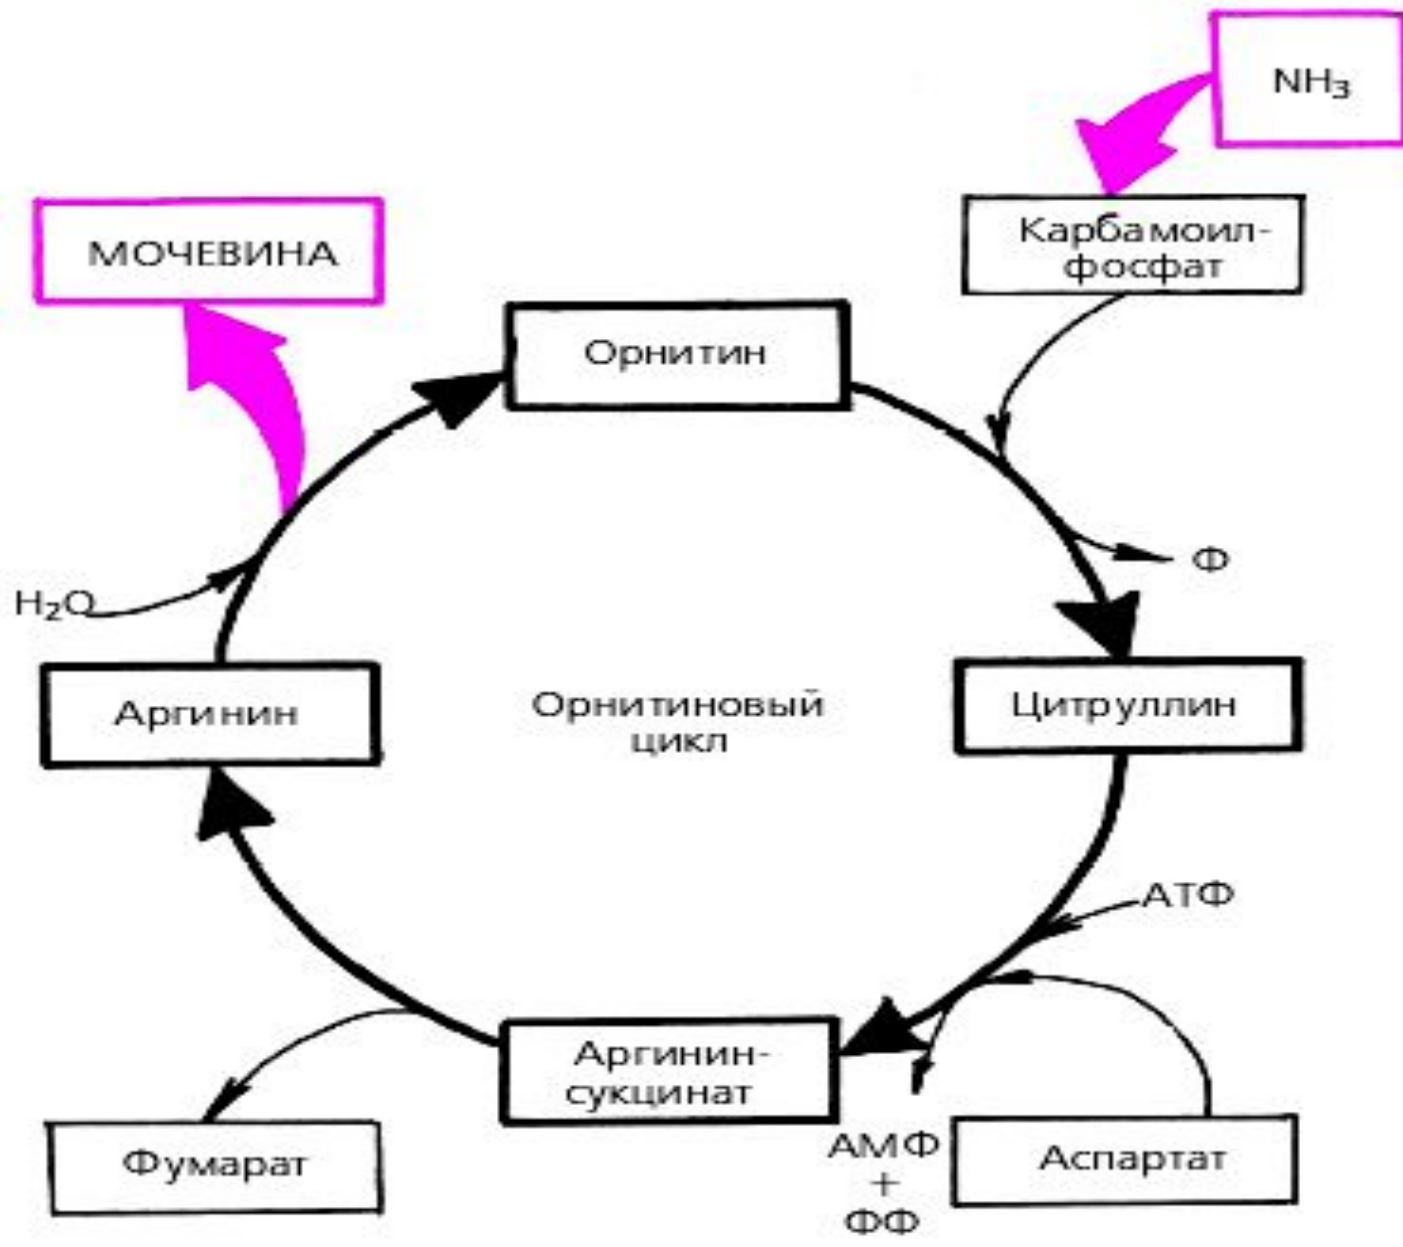 NH₃
Карбамоил-
фосфат
МОЧЕВИНА
Орнитин
Ф
H₂O
Аргинин
Орнитиновый
цикл
Цитруллин
АТФ
Аргинин-
сукцинат
Фумарат
АМФ
+
ФФ
Аспартат